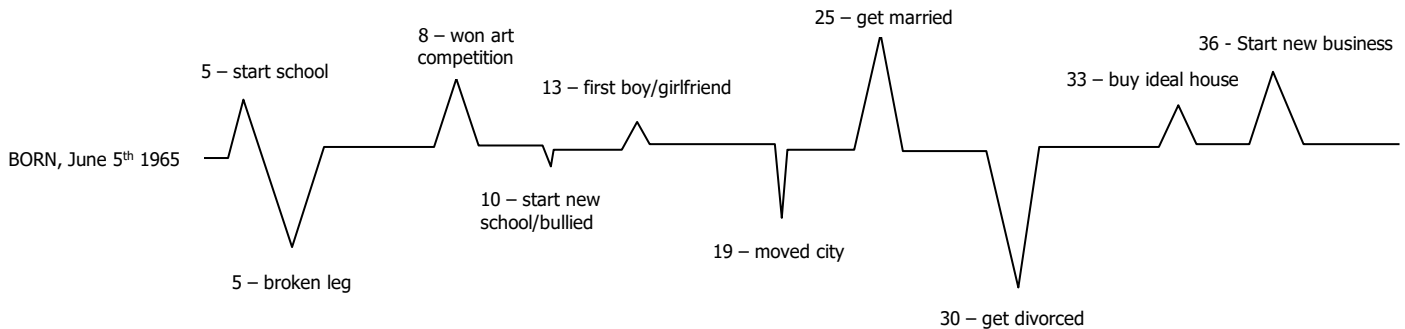 BORN, June 5th 1965
5 – start school
5 – broken leg
8 – won art
competition
10 – start new
school/bullied
13 – first boy/girlfriend
19 – moved city
25 – get married
30 – get divorced
33 – buy ideal house
36 - Start new business